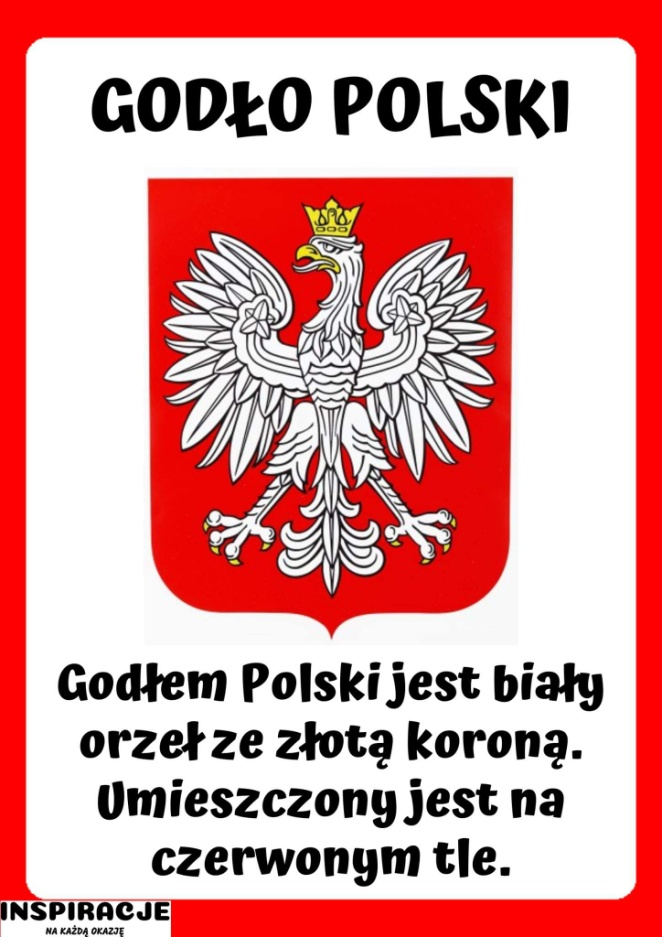 GODŁO POLSKI
Godłem Polski jest biały
orzeł ze złotą koroną.
Umieszczony jest na
czerwonym tle.
INSPIRACJE
NA KAŻDĄ OKAZJĘ